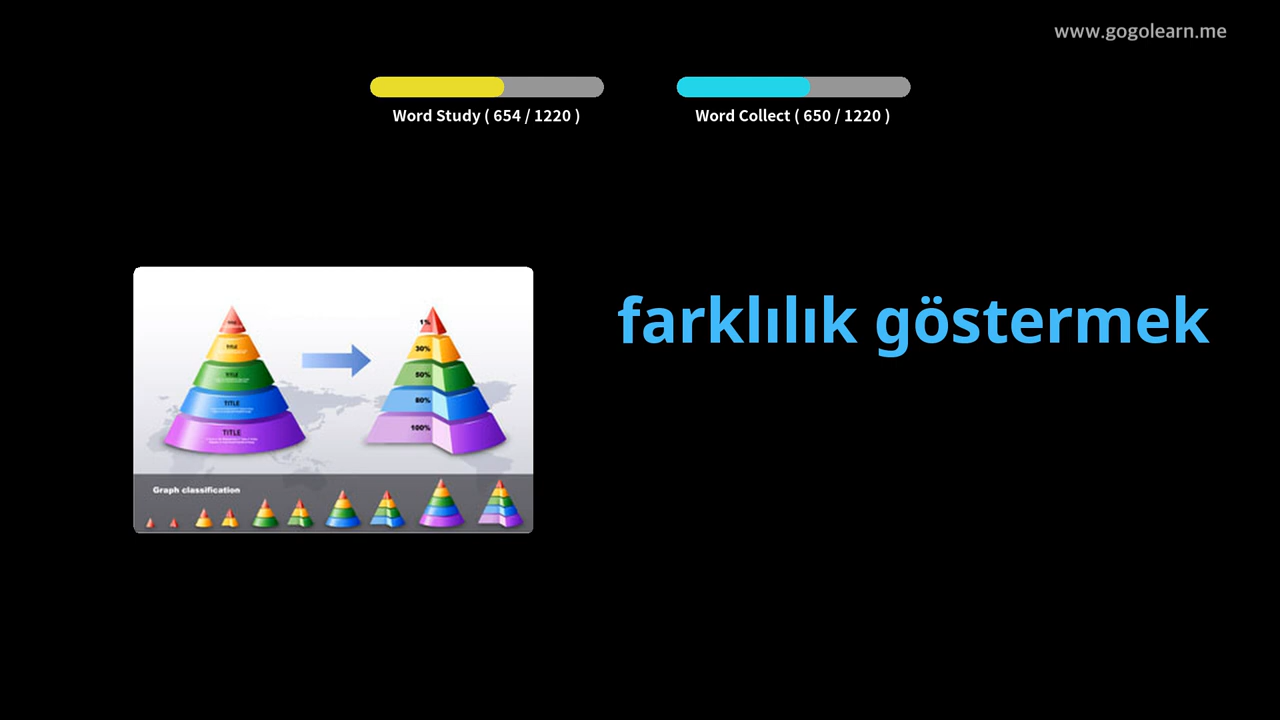 www.gogolearn.me
Word Study ( 654 / 1220 )
Word Collect ( 650 / 1220 )
farklılık göstermek
TITLE
TITLE
TITLE
TITLE
1%
30%
50%
80%
100%
Graph classification